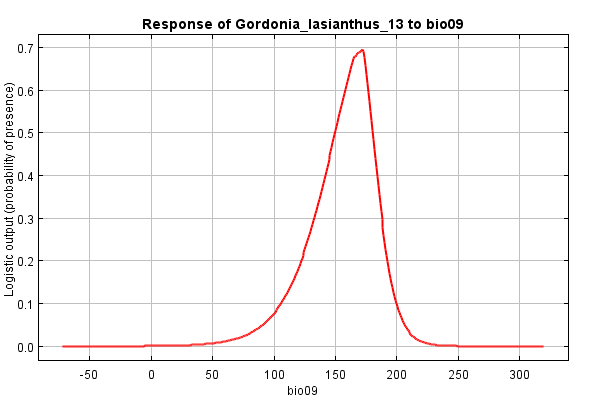 Response of Gordonia_lasianthus_13 to bio09
Logistic output (probability of presence)
0.7
0.6
0.5
0.4
0.3
0.2
0.1
0.0
-50 0 50 100 150 200 250 300
bio09